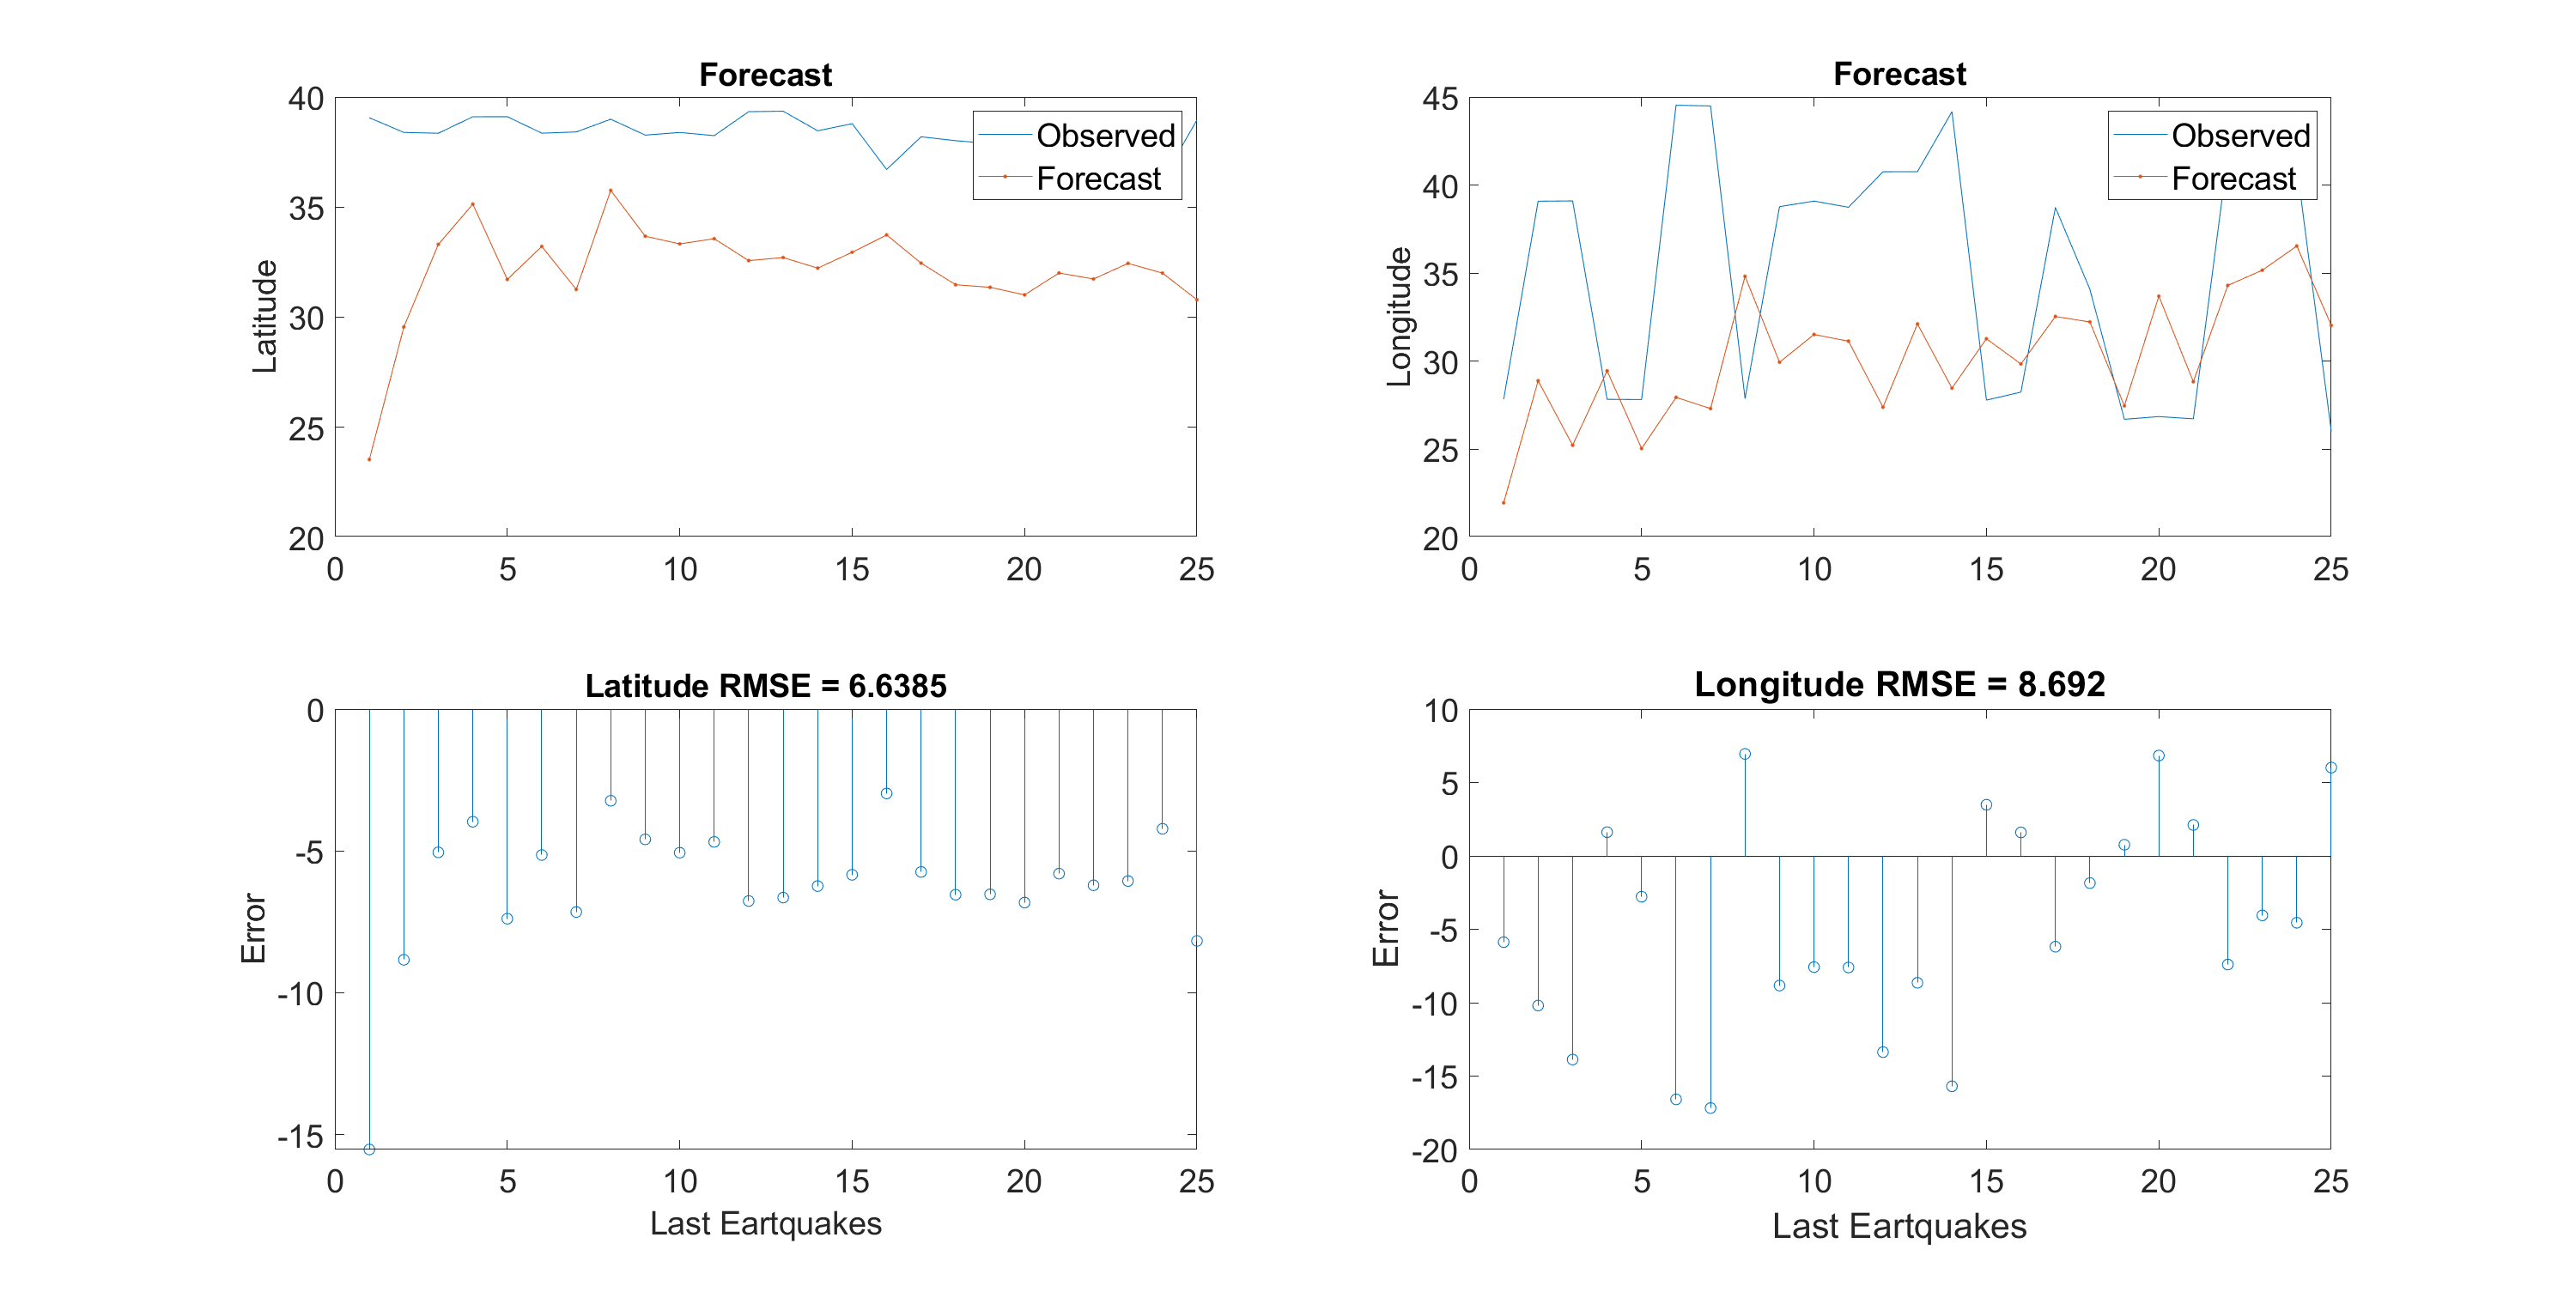 Forecast
40
35
30
25
20
Latitude
0 5 10 15 20 25
Observed
Forecast
Forecast
45
40
35
30
25
20
Longitude
0 5 10 15 20 25
Observed
Forecast
Latitude RMSE = 6.6385
0
-5
-10
-15
Error
0 5 10 15 20 25
Last Eartquakes
Longitude RMSE = 8.692
10
5
0
-5
-10
-15
-20
Error
0 5 10 15 20 25
Last Eartquakes